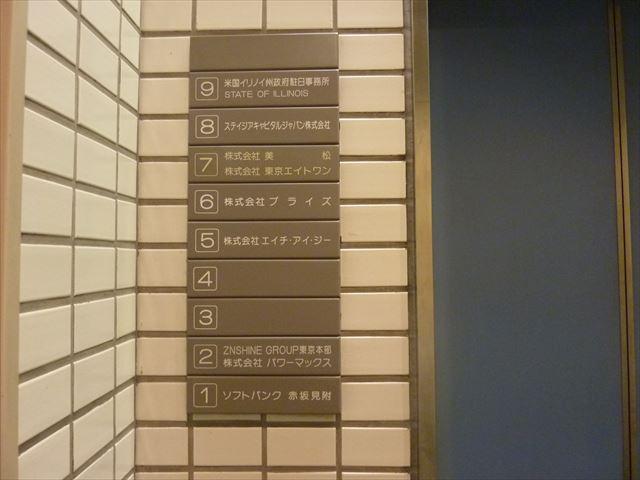 9 米国イリノイ州政府駐日事務所
STATE OF ILLINOIS
8 ステイジアキャピタルジャパン株式会社
7 株式会社 美 松
株式会社 東京エイトワン
6 株式会社 プライズ
5 株式会社 エイチ・アイ・ジー
4
3
2 ZNSHINE GROUP東京本部
株式会社 パワーマックス
1 ソフトバンク 赤坂見附